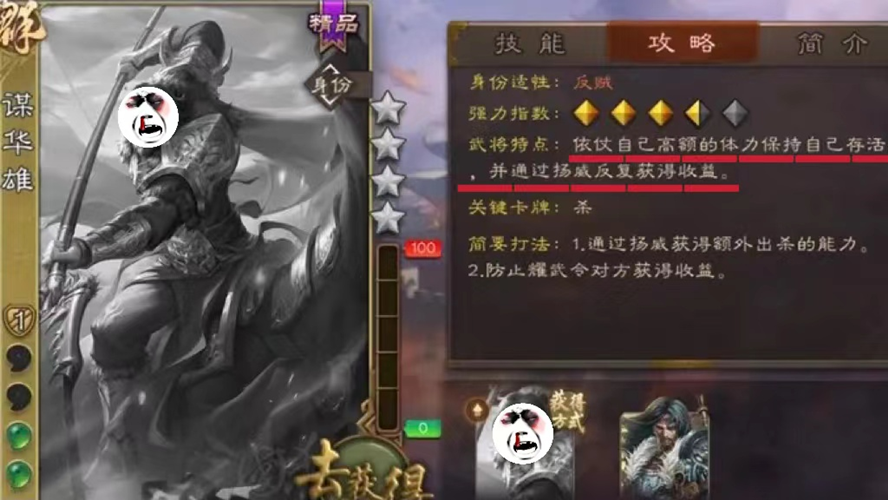 群
谋华雄
1
精品
身份
100
0
去获得
技能
攻略
简介
身份适性：反贼
强力指数：
武将特点：依仗自己高额的体力保持自己存活
，并通过扬威反复获得收益。
关键卡牌：杀
简要打法：1.通过扬威获得额外出杀的能力。
2.防止耀武令对方获得收益。
获得
方式